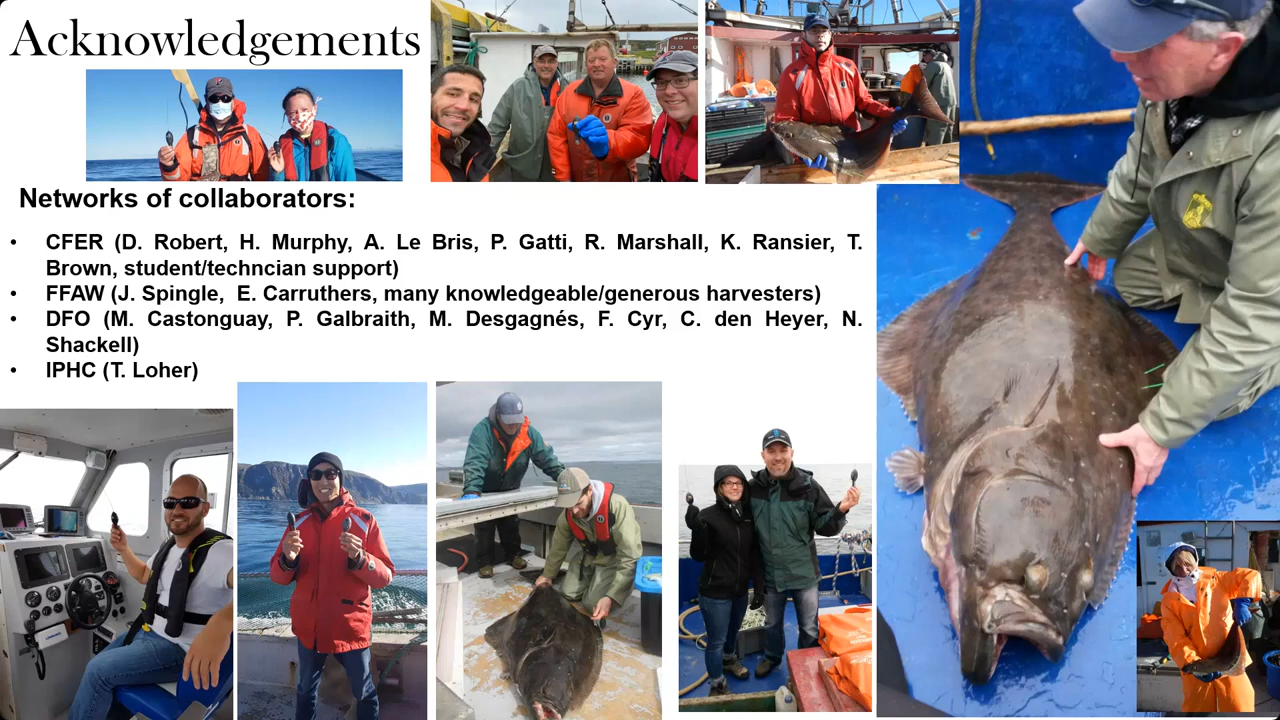 Acknowledgements
Networks of collaborators:
• CFER (D. Robert, H. Murphy, A. Le Bris, P. Gatti, R. Marshall, K. Ransier, T.
Brown, student/techncian support)
• FFAW (J. Spingle, E. Carruthers, many knowledgeable/generous harvesters)
• DFO (M. Castonguay, P. Galbraith, M. Desgagnés, F. Cyr, C. den Heyer, N.
Shackell)
• IPHC (T. Loher)